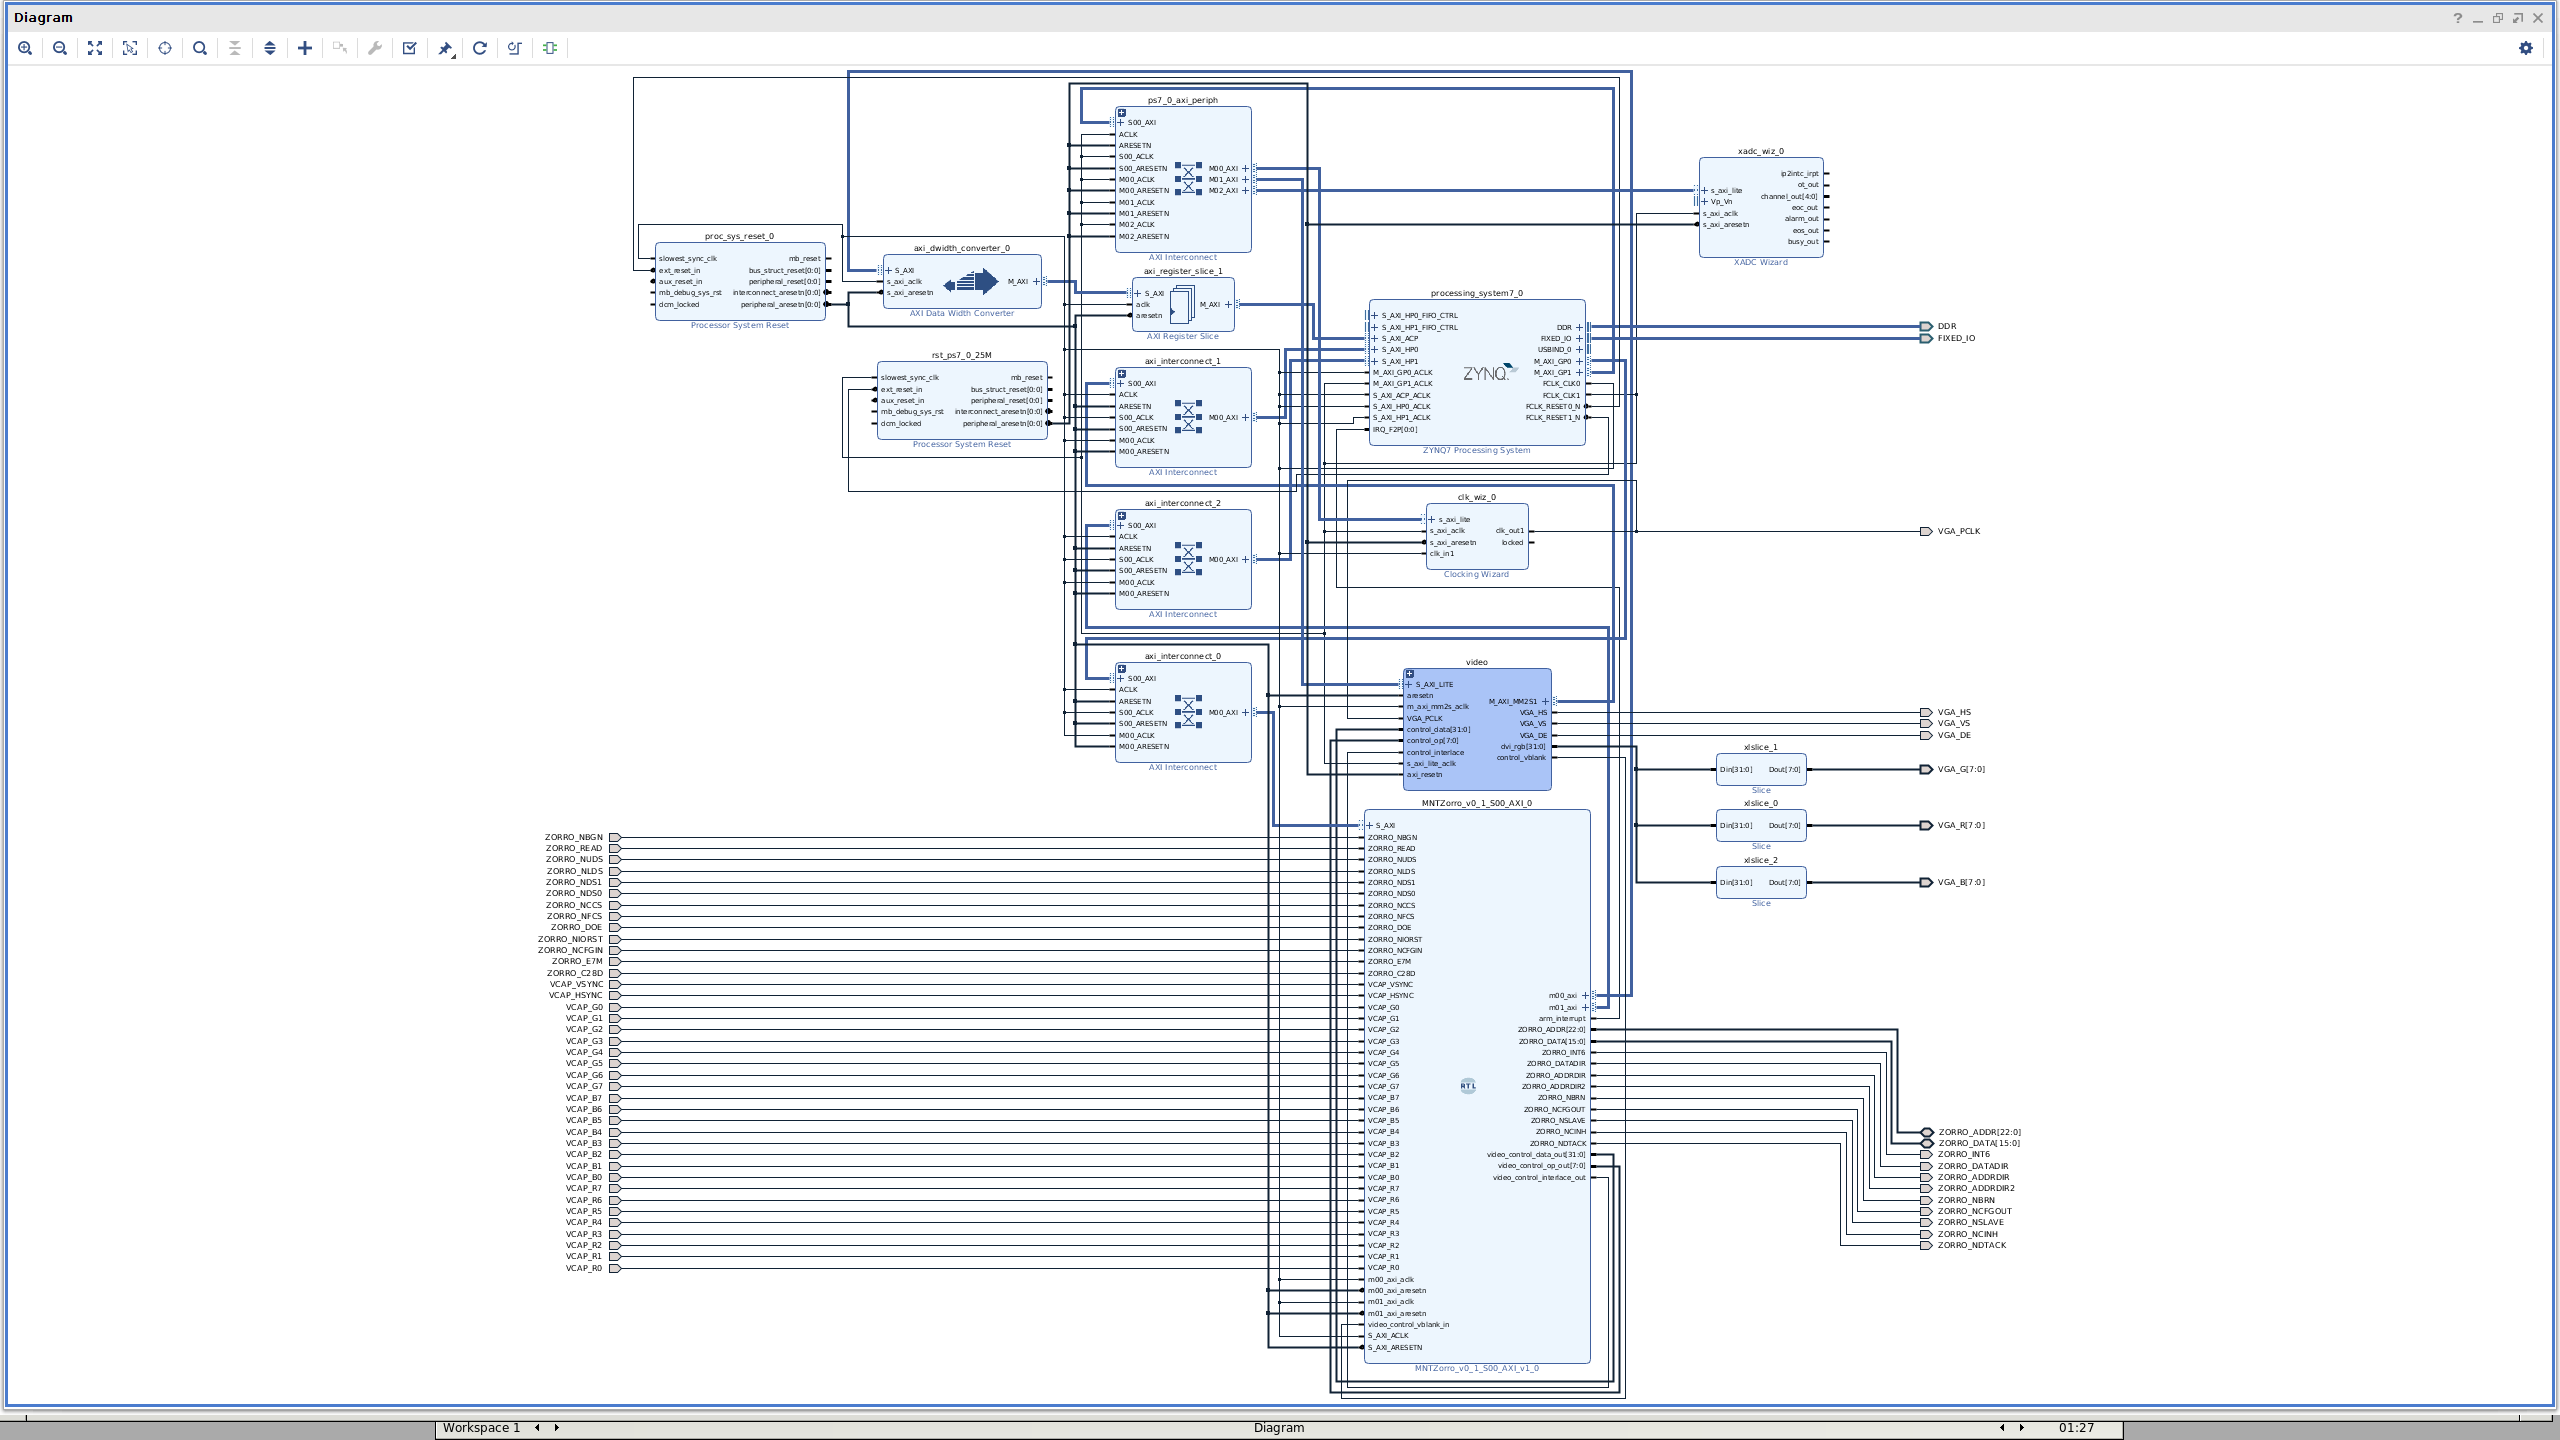 Diagram
ps7_0_axi_periph
S00_AXI
ACLK
ARESETN
S00_ACLK
S00_ARESETN
M00_ACLK
M00_ARESETN
M01_ACLK
M01_ARESETN
M02_ACLK
M02_ARESETN
M00_AXI
M01_AXI
M02_AXI
AXI Interconnect
xadc_wiz_0
s_axi_lite
Vp_Vn
s_axi_aclk
s_axi_aresetn
ip2intc_irpt
ot_out
channel_out[4:0]
eoc_out
alarm_out
eos_out
busy_out
XADC Wizard
proc_sys_reset_0
slowest_sync_clk
ext_reset_in
aux_reset_in
mb_debug_sys_rst
dcm_locked
mb_reset
bus_struct_reset[0:0]
peripheral_reset[0:0]
interconnect_aresetn[0:0]
peripheral_aresetn[0:0]
Processor System Reset
axi_dwidth_converter_0
S_AXI
s_axi_aclk
s_axi_aresetn
M_AXI
AXI Data Width Converter
axi_register_slice_1
S_AXI
aclk
aresetn
M_AXI
AXI Register Slice
processing_system7_0
S_AXI_HP0_FIFO_CTRL
S_AXI_HP1_FIFO_CTRL
S_AXI_ACP
S_AXI_HP0
S_AXI_HP1
M_AXI_GP0_ACLK
M_AXI_GP1_ACLK
S_AXI_ACP_ACLK
S_AXI_HP0_ACLK
S_AXI_HP1_ACLK
IRQ_F2P[0:0]
ZYNQ
DDR
FIXED_IO
USBIND_0
M_AXI_GP0
M_AXI_GP1
FCLK_CLK0
FCLK_CLK1
FCLK_RESET0_N
FCLK_RESET1_N
ZYNQ7 Processing System
DDR
FIXED_IO
rst_ps7_0_25M
slowest_sync_clk
ext_reset_in
aux_reset_in
mb_debug_sys_rst
dcm_locked
mb_reset
bus_struct_reset[0:0]
peripheral_reset[0:0]
interconnect_aresetn[0:0]
peripheral_aresetn[0:0]
Processor System Reset
axi_interconnect_1
S00_AXI
ACLK
ARESETN
S00_ACLK
S00_ARESETN
M00_ACLK
M00_ARESETN
M00_AXI
AXI Interconnect
axi_interconnect_2
S00_AXI
ACLK
ARESETN
S00_ACLK
S00_ARESETN
M00_ACLK
M00_ARESETN
M00_AXI
AXI Interconnect
clk_wiz_0
s_axi_lite
s_axi_aclk
s_axi_aresetn
clk_in1
clk_out1
locked
Clocking Wizard
VGA_PCLK
axi_interconnect_0
S00_AXI
ACLK
ARESETN
S00_ACLK
S00_ARESETN
M00_ACLK
M00_ARESETN
M00_AXI
AXI Interconnect
video
S_AXI_LITE
aresetn
m_axi_mm2s_aclk
VGA_PCLK
control_data[31:0]
control_op[7:0]
control_interlace
s_axi_lite_aclk
axi_resetn
M_AXI_MM2S1
VGA_HS
VGA_VS
VGA_DE
dvi_rgb[31:0]
control_vblank
VGA_HS
VGA_VS
VGA_DE
xlslice_1
Din[31:0]
Dout[7:0]
Slice
VGA_G[7:0]
xlslice_0
Din[31:0]
Dout[7:0]
Slice
VGA_R[7:0]
xlslice_2
Din[31:0]
Dout[7:0]
Slice
VGA_B[7:0]
ZORRO_NBGN
ZORRO_READ
ZORRO_NUDS
ZORRO_NLDS
ZORRO_NDS1
ZORRO_NDS0
ZORRO_NCCS
ZORRO_NFCS
ZORRO_DOE
ZORRO_NIORST
ZORRO_NCFGIN
ZORRO_E7M
ZORRO_C28D
VCAP_VSYNC
VCAP_HSYNC
VCAP_G0
VCAP_G1
VCAP_G2
VCAP_G3
VCAP_G4
VCAP_G5
VCAP_G6
VCAP_G7
VCAP_B7
VCAP_B6
VCAP_B5
VCAP_B4
VCAP_B3
VCAP_B2
VCAP_B1
VCAP_B0
VCAP_R7
VCAP_R6
VCAP_R5
VCAP_R4
VCAP_R3
VCAP_R2
VCAP_R1
VCAP_R0
MNTZorro_v0_1_S00_AXI_0
S_AXI
ZORRO_NBGN
ZORRO_READ
ZORRO_NUDS
ZORRO_NLDS
ZORRO_NDS1
ZORRO_NDS0
ZORRO_NCCS
ZORRO_NFCS
ZORRO_DOE
ZORRO_NIORST
ZORRO_NCFGIN
ZORRO_E7M
ZORRO_C28D
VCAP_VSYNC
VCAP_HSYNC
VCAP_G0
VCAP_G1
VCAP_G2
VCAP_G3
VCAP_G4
VCAP_G5
VCAP_G6
VCAP_G7
VCAP_B7
VCAP_B6
VCAP_B5
VCAP_B4
VCAP_B3
VCAP_B2
VCAP_B1
VCAP_B0
VCAP_R7
VCAP_R6
VCAP_R5
VCAP_R4
VCAP_R3
VCAP_R2
VCAP_R1
VCAP_R0
m00_axi_aclk
m00_axi_aresetn
m01_axi_aclk
m01_axi_aresetn
video_control_vblank_in
S_AXI_ACLK
S_AXI_ARESETN
RTL
m00_axi
m01_axi
arm_interrupt
ZORRO_ADDR[22:0]
ZORRO_DATA[15:0]
ZORRO_INT6
ZORRO_DATADIR
ZORRO_ADDRDIR
ZORRO_ADDRDIR2
ZORRO_NBRN
ZORRO_NCFGOUT
ZORRO_NSLAVE
ZORRO_NCINH
ZORRO_NDTACK
video_control_data_out[31:0]
video_control_op_out[7:0]
video_control_interlace_out
MNTZorro_v0_1_S00_AXI_v1_0
ZORRO_ADDR[22:0]
ZORRO_DATA[15:0]
ZORRO_INT6
ZORRO_DATADIR
ZORRO_ADDRDIR
ZORRO_ADDRDIR2
ZORRO_NBRN
ZORRO_NCFGOUT
ZORRO_NSLAVE
ZORRO_NCINH
ZORRO_NDTACK
Workspace 1
Diagram
01:27